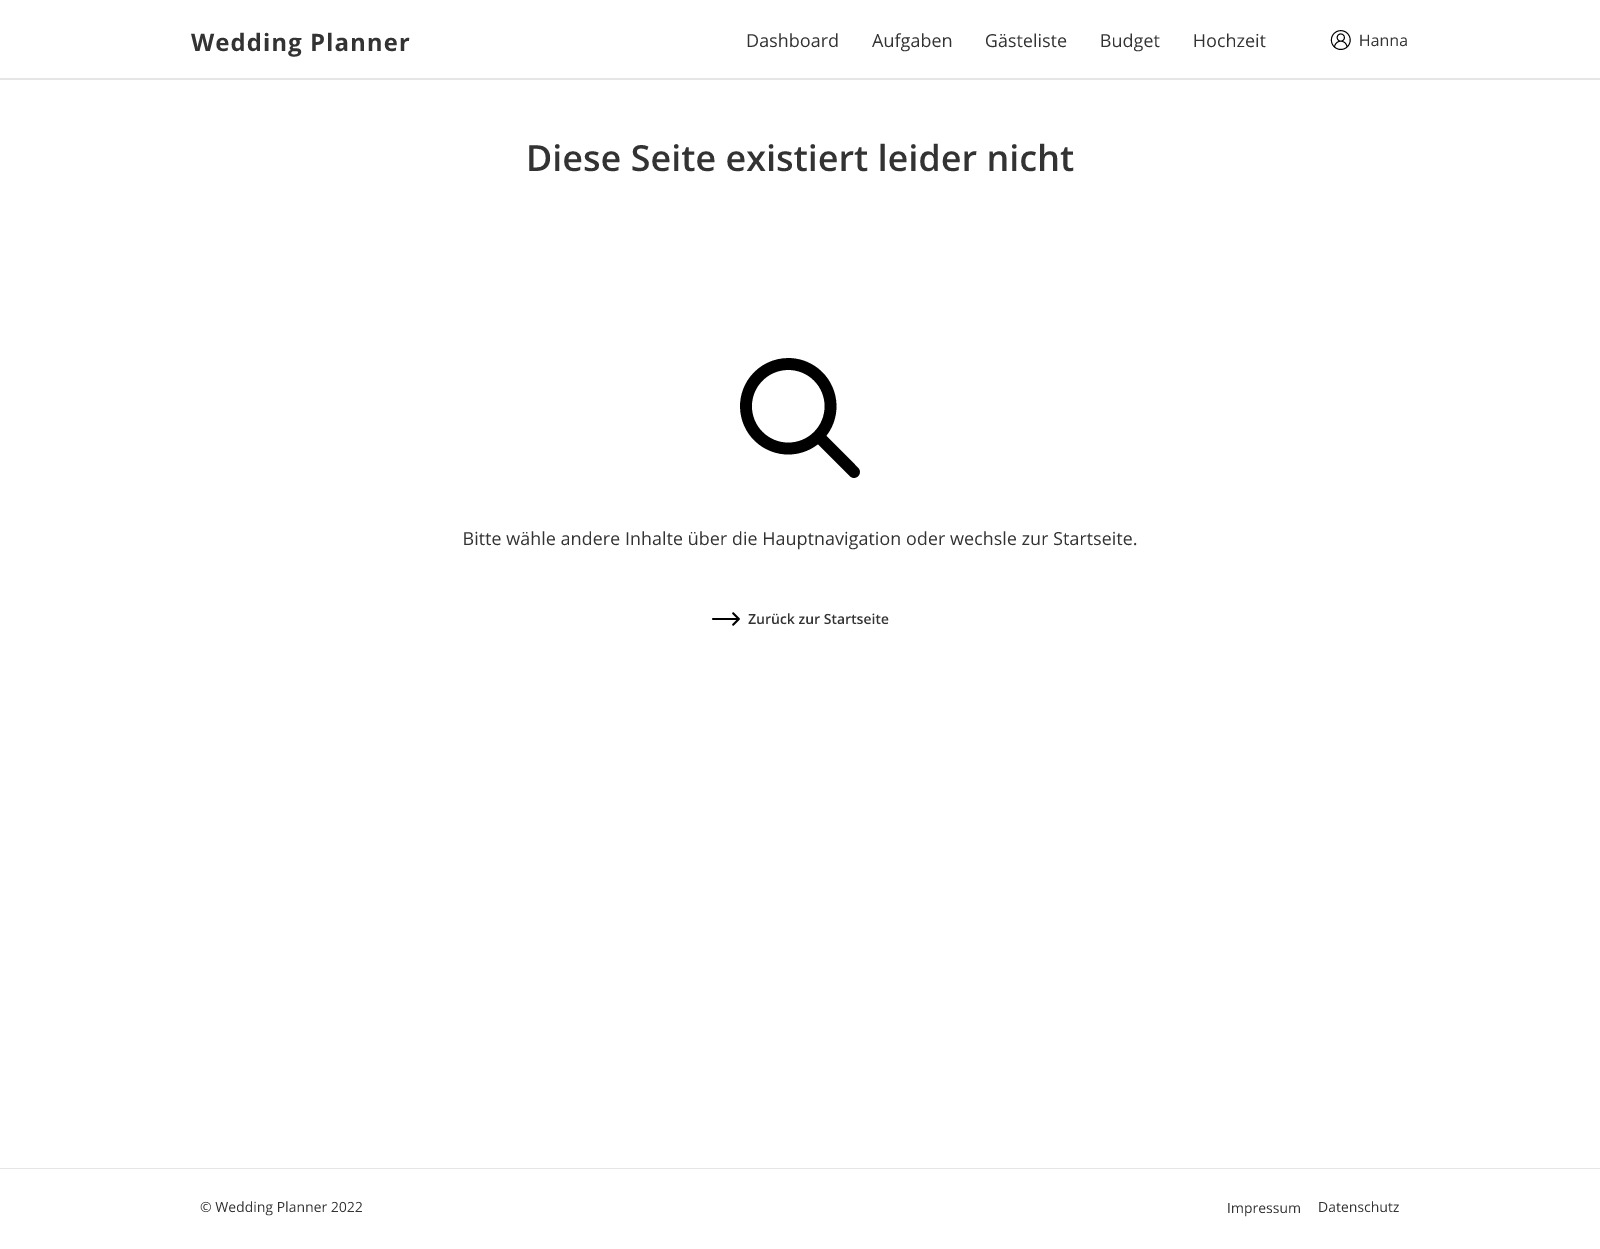 Wedding Planner
Dashboard Aufgaben Gästeliste Budget Hochzeit Hanna
Diese Seite existiert leider nicht
Bitte wähle andere Inhalte über die Hauptnavigation oder wechsle zur Startseite.
Zurück zur Startseite
© Wedding Planner 2022
Impressum Datenschutz